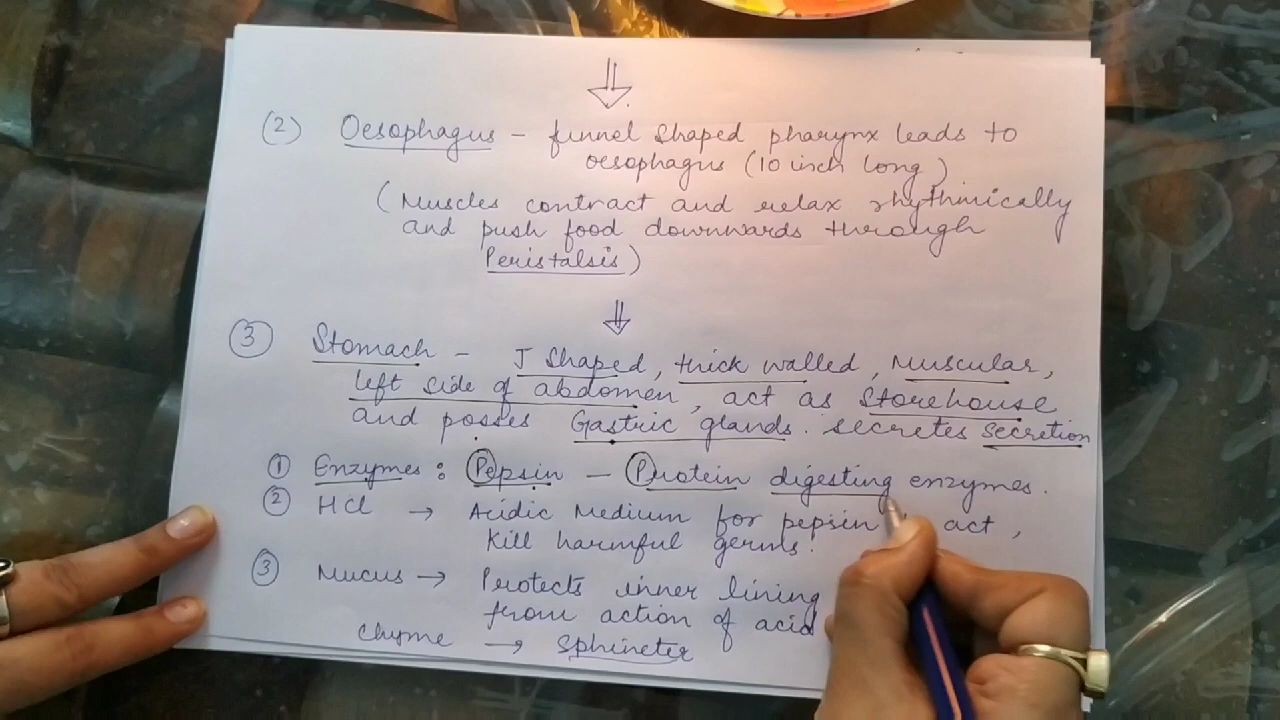 ⇓
(2) Oesophagus - funnel shaped pharynx leads to
oesophagus (10 inch long)
(Muscles contract and relax rhythmically
and push food downwards through
Peristalsis)
⇓
③ Stomach - J shaped, thick walled, Muscular,
left side of abdomen, act as Storehouse
and posses Gastric glands. secretes secretion
① Enzymes: Pepsin - Protein digesting enzymes.
② HCl → Acidic Medium for pepsin act,
kill harmful germs.
③ Mucus → Protects inner lining
from action of acid
chyme → Sphincter